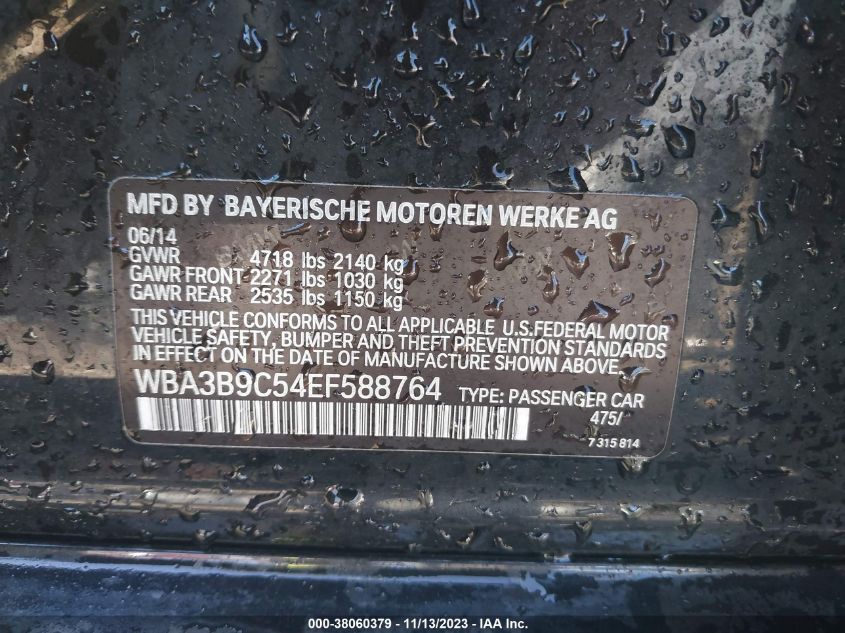 MFD BY BAYERISCHE MOTOREN WERKE AG
06/14
GVWR 4718 lbs 2140 kg
GAWR FRONT 2271 lbs 1030 kg
GAWR REAR 2535 lbs 1150 kg
THIS VEHICLE CONFORMS TO ALL APPLICABLE U.S.FEDERAL MOTOR
VEHICLE SAFETY, BUMPER AND THEFT PREVENTION STANDARDS
IN EFFECT ON THE DATE OF MANUFACTURE SHOWN ABOVE.
WBA3B9C54EF588764 TYPE: PASSENGER CAR
475/
7 315 814
000-38060379 - 11/13/2023 - IAA Inc.